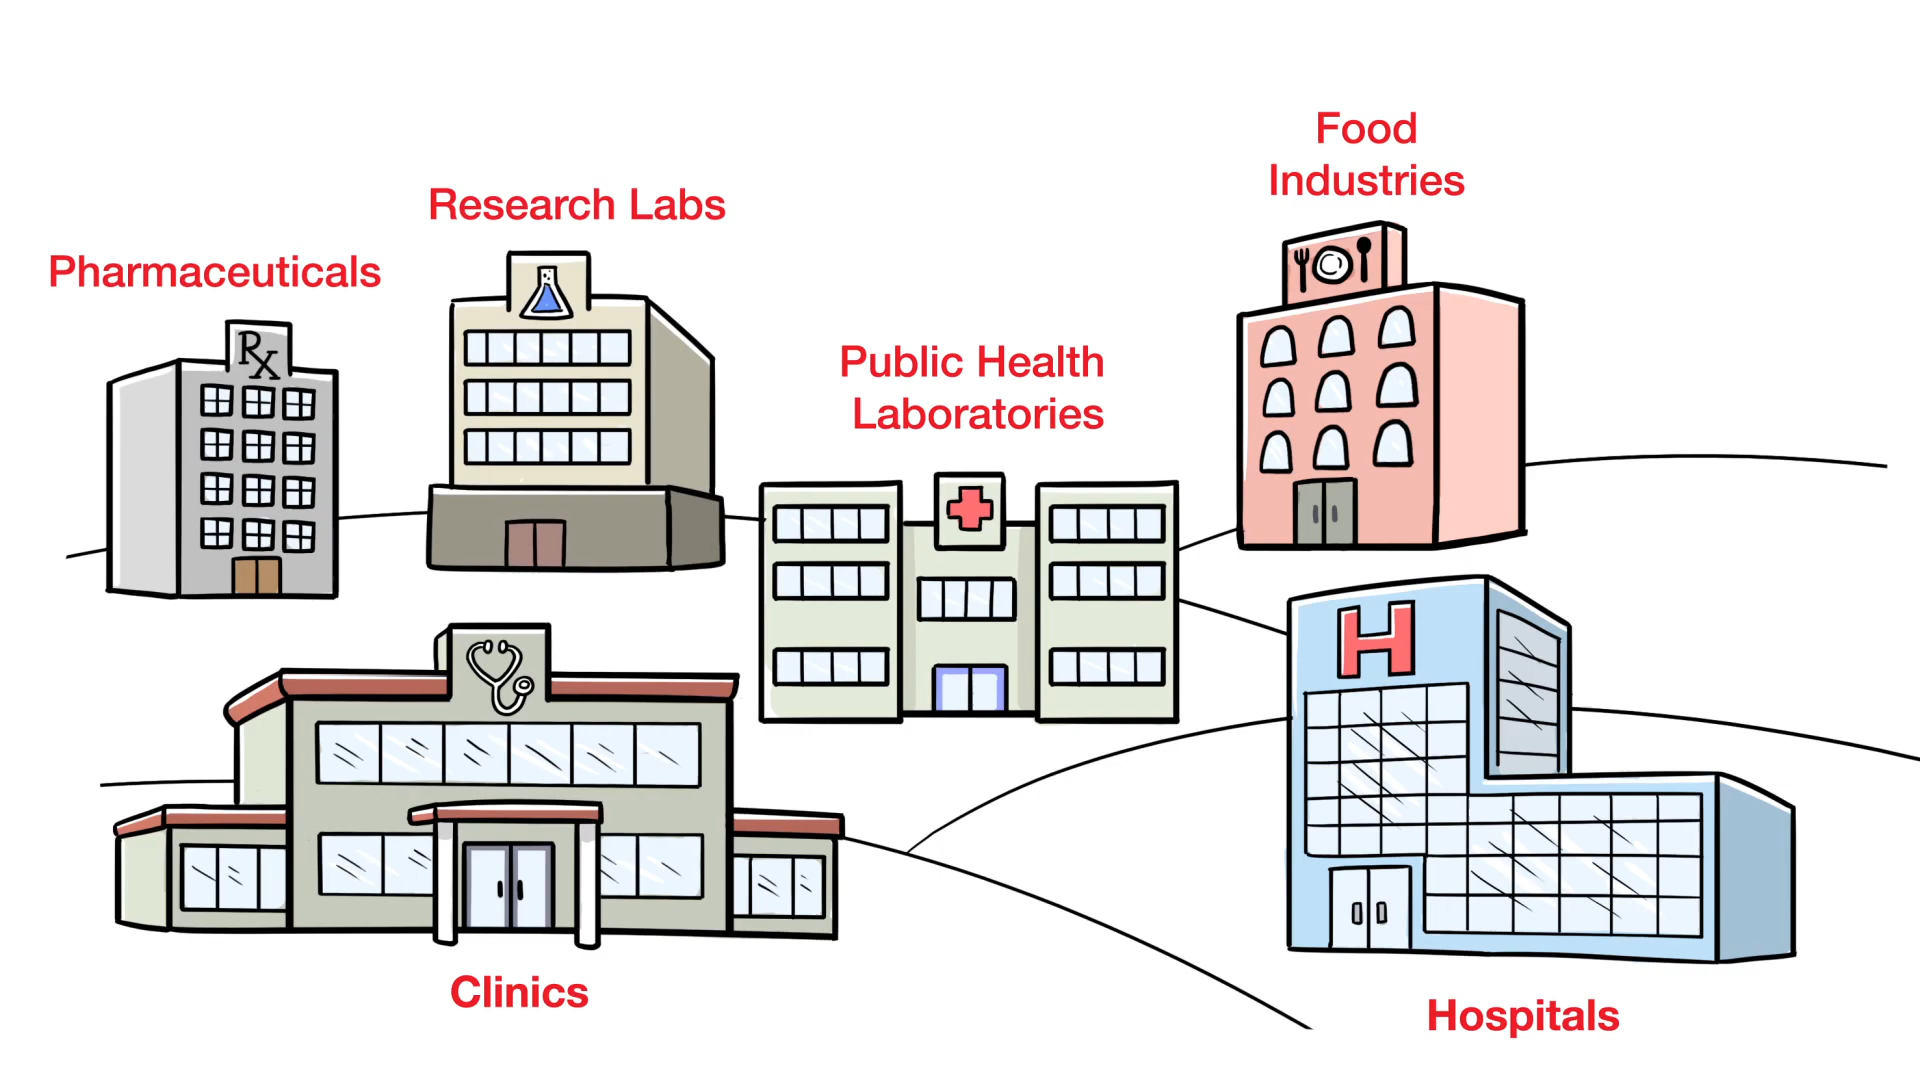 Food
Industries
Research Labs
Pharmaceuticals
Rx
Public Health
Laboratories
H
Clinics
Hospitals